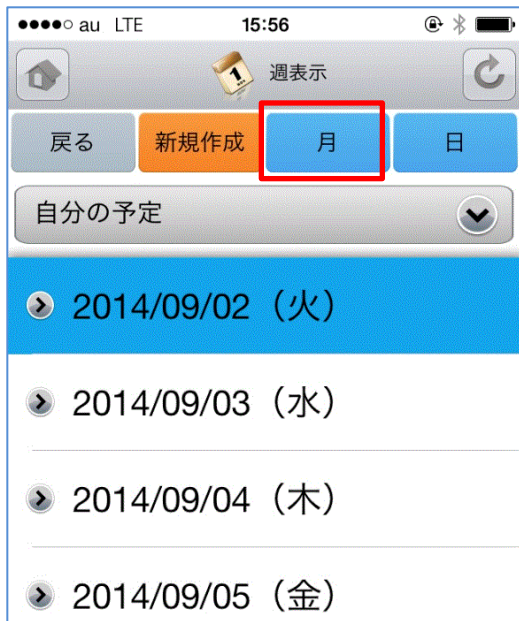 au LTE 15:56
週表示
戻る 新規作成 月 日
自分の予定
2014/09/02（火）
2014/09/03（水）
2014/09/04（木）
2014/09/05（金）